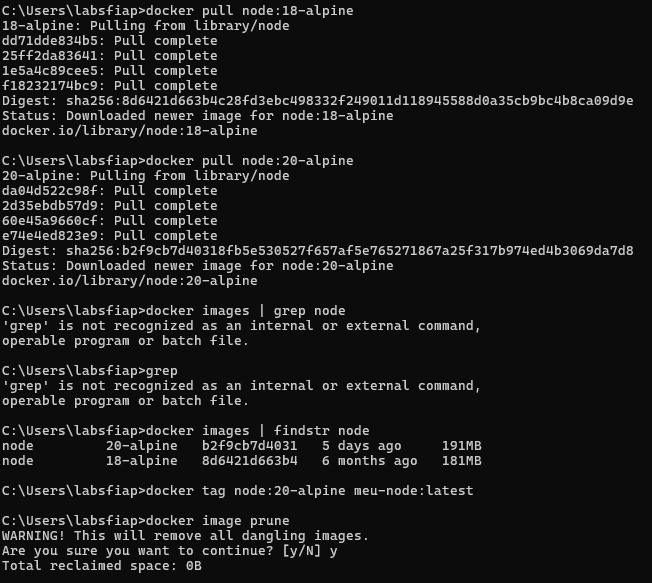 C:\Users\labsfiap>docker pull node:18-alpine
18-alpine: Pulling from library/node
dd71dde834b5: Pull complete
25ff2da83641: Pull complete
1e5a4c89cee5: Pull complete
f18232174bc9: Pull complete
Digest: sha256:8d6421d663b4c28fd3ebc498332f249011d118945588d0a35cb9bc4b8ca09d9e
Status: Downloaded newer image for node:18-alpine
docker.io/library/node:18-alpine
C:\Users\labsfiap>docker pull node:20-alpine
20-alpine: Pulling from library/node
da04d522c98f: Pull complete
2d35ebdb57d9: Pull complete
60e45a9660cf: Pull complete
e74e4ed823e9: Pull complete
Digest: sha256:b2f9cb7d40318fb5e530527f657af5e765271867a25f317b974ed4b3069da7d8
Status: Downloaded newer image for node:20-alpine
docker.io/library/node:20-alpine
C:\Users\labsfiap>docker images | grep node
'grep' is not recognized as an internal or external command,
operable program or batch file.
C:\Users\labsfiap>grep
'grep' is not recognized as an internal or external command,
operable program or batch file.
C:\Users\labsfiap>docker images | findstr node
node          20-alpine   b2f9cb7d4031   5 days ago     191MB
node          18-alpine   8d6421d663b4   6 months ago   181MB
C:\Users\labsfiap>docker tag node:20-alpine meu-node:latest
C:\Users\labsfiap>docker image prune
WARNING! This will remove all dangling images.
Are you sure you want to continue? [y/N] y
Total reclaimed space: 0B